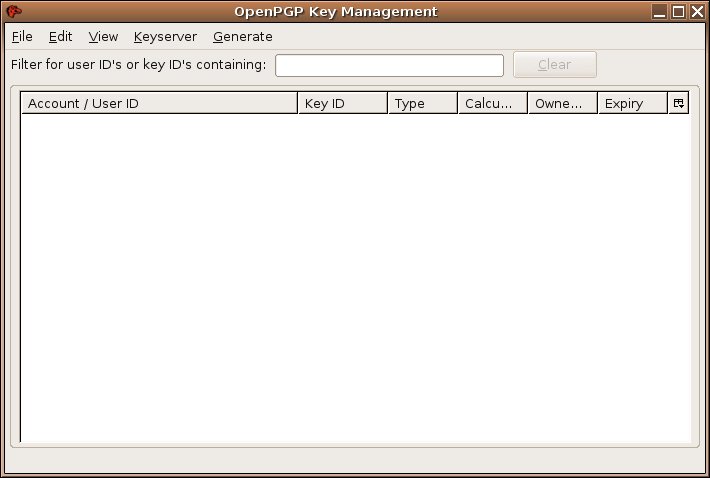 OpenPGP Key Management
File Edit View Keyserver Generate
Filter for user ID's or key ID's containing: Clear
Account / User ID Key ID Type Calcu... Owne... Expiry